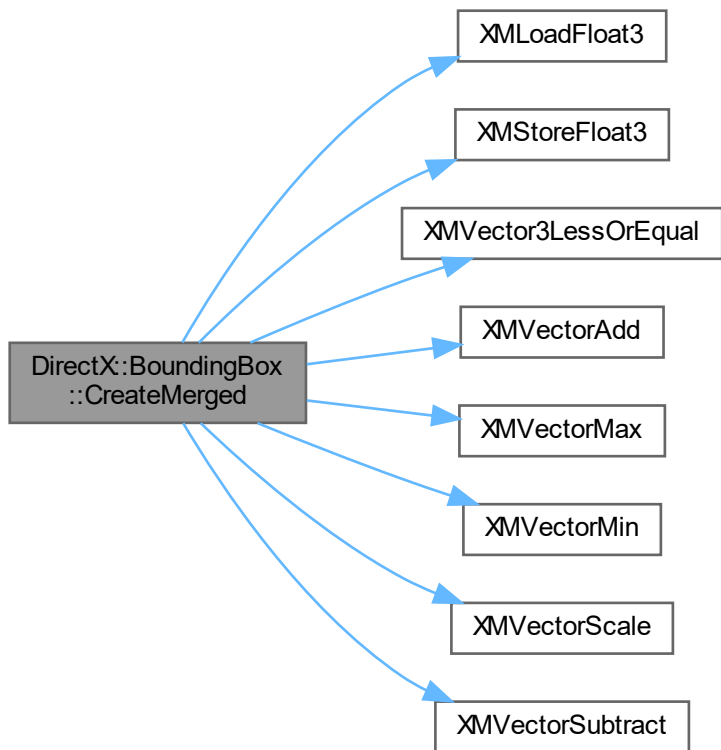 XMLoadFloat3
XMStoreFloat3
XMVector3LessOrEqual
DirectX::BoundingBox
::CreateMerged
XMVectorAdd
XMVectorMax
XMVectorMin
XMVectorScale
XMVectorSubtract